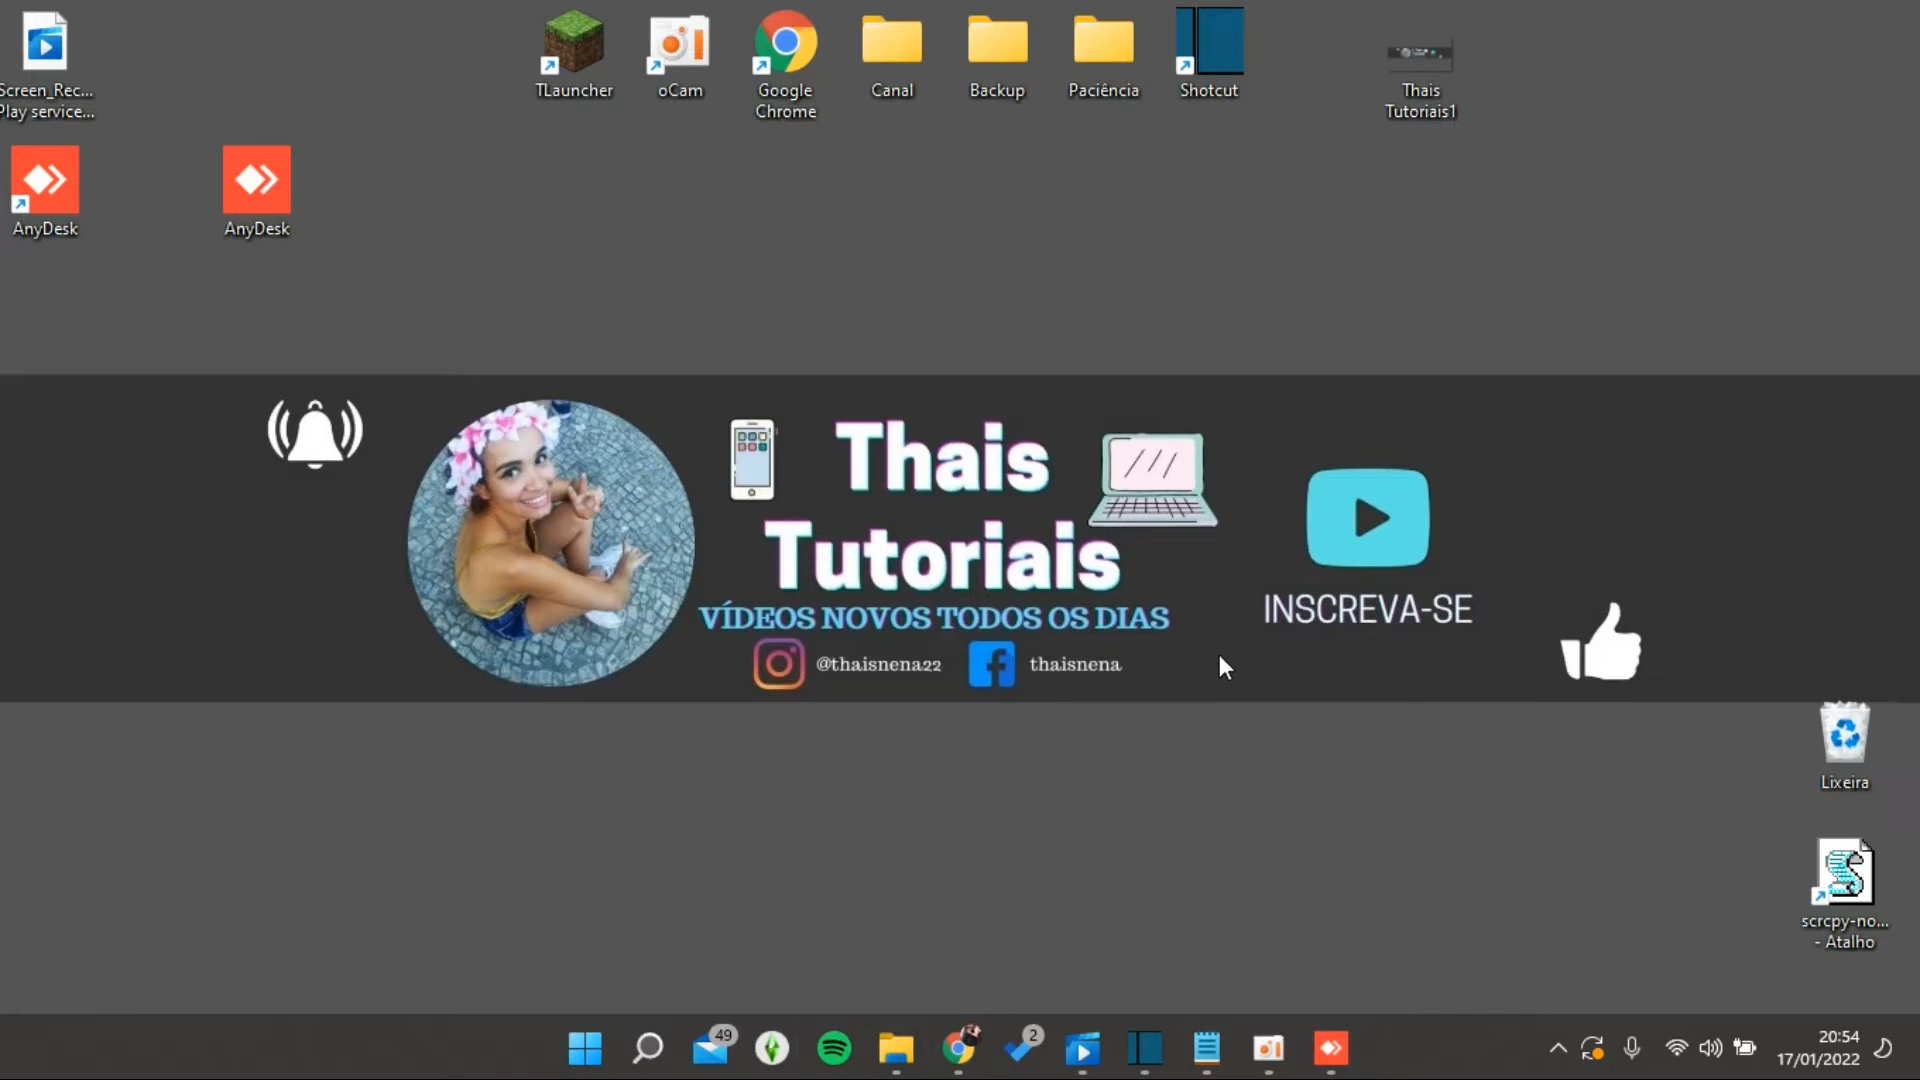 Screen_Rec...
Play service...
TLauncher
oCam
Google
Chrome
Canal
Backup
Paciência
Shotcut
Thais
Tutoriais1
AnyDesk
AnyDesk
Thais
Tutoriais
VÍDEOS NOVOS TODOS OS DIAS
@thaisnena22
thaisnena
INSCREVA-SE
Lixeira
scrcpy-no...
- Atalho
49
2
20:54
17/01/2022